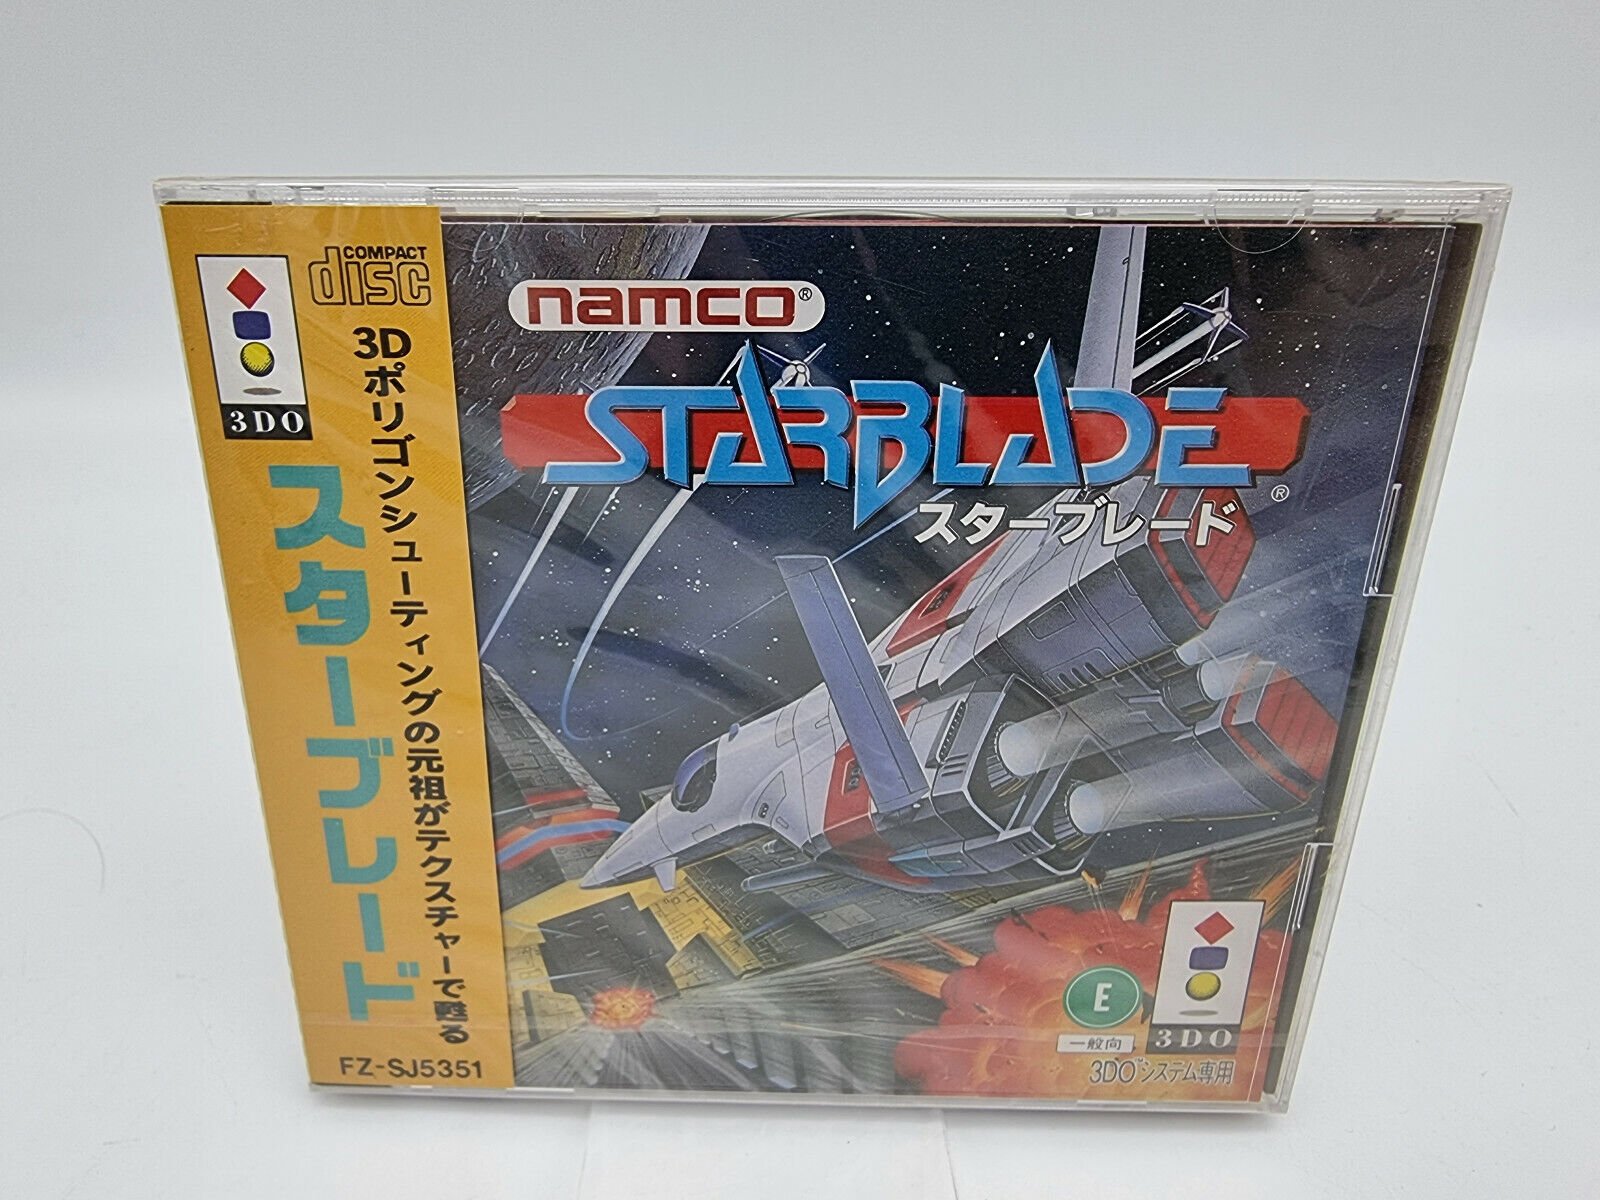 COMPACT
disc
3DO
3Dポリゴンシューティングの元祖がテクスチャーで甦る
スターブレード
FZ-SJ5351
namco®
STARBLADE®
スターブレード
E
一般向
3DO
3DO™システム専用